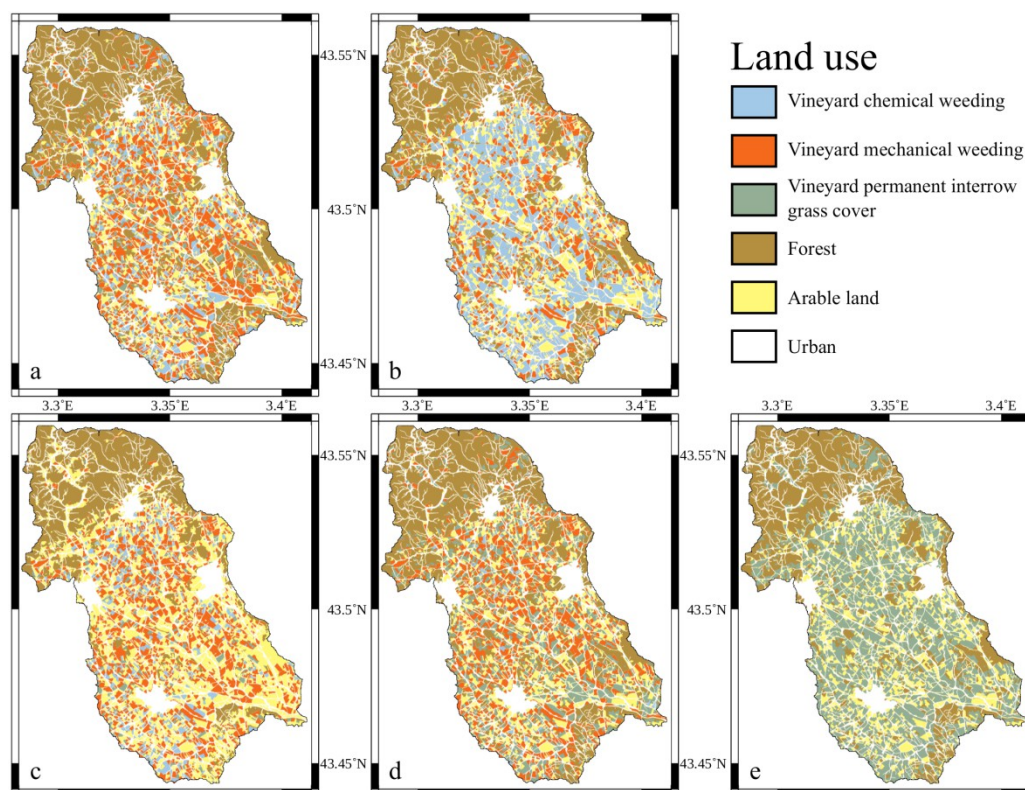 43.55°N
Land use
Vineyard chemical weeding
Vineyard mechanical weeding
Vineyard permanent interrow
grass cover
Forest
Arable land
Urban
43.5°N
43.45°N
a
b
3.3°E
3.35°E
3.4°E
3.3°E
3.35°E
3.4°E
3.3°E
3.35°E
3.4°E
43.55°N
43.55°N
43.5°N
43.5°N
43.45°N
43.45°N
c
d
e